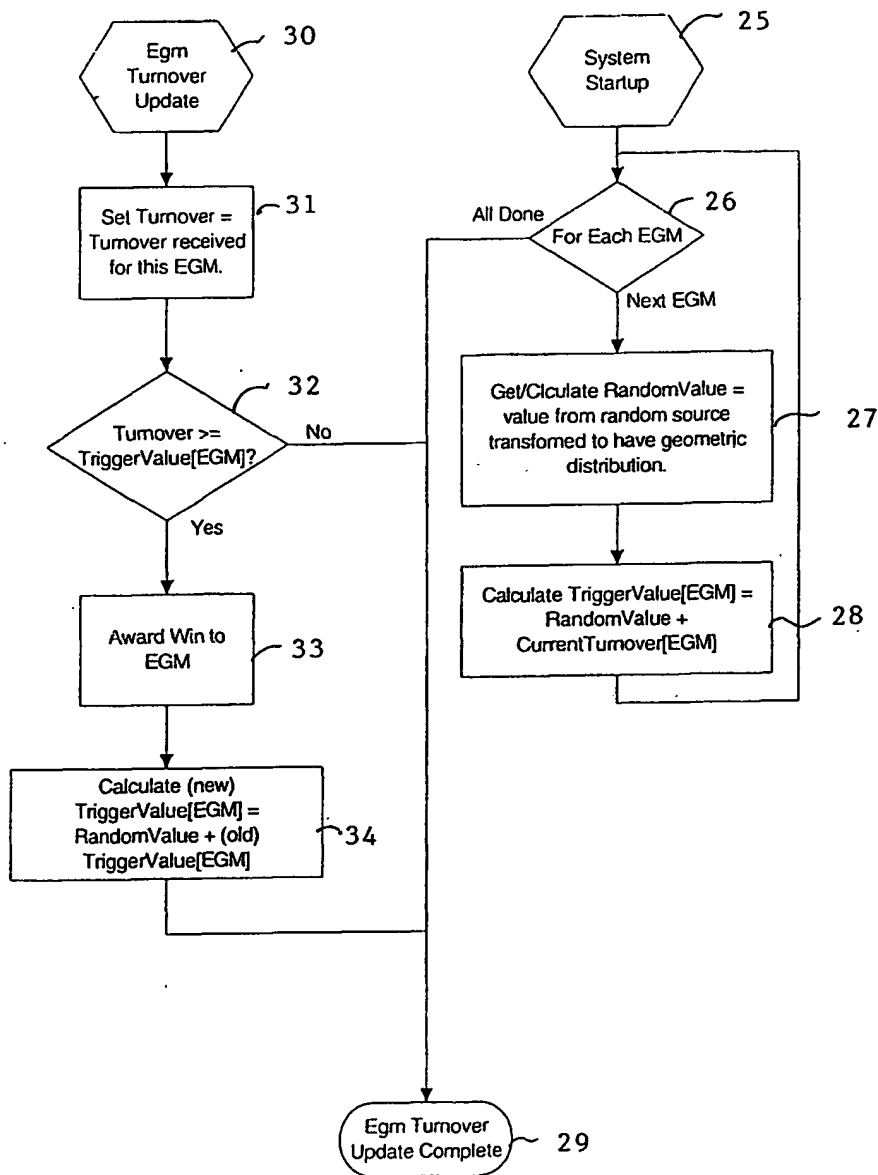 Egm
Turnover
Update
30
Set Turnover =
Turnover received
for this EGM.
31
Turnover >=
TriggerValue[EGM]?
32
No
Yes
Award Win to
EGM
33
Calculate (new)
TriggerValue[EGM] =
RandomValue + (old)
TriggerValue[EGM]
34
System
Startup
25
For Each EGM
26
All Done
Next EGM
Get/Clculate RandomValue =
value from random source
transfomed to have geometric
distribution.
27
Calculate TriggerValue[EGM] =
RandomValue +
CurrentTurnover[EGM]
28
Egm Turnover
Update Complete
29